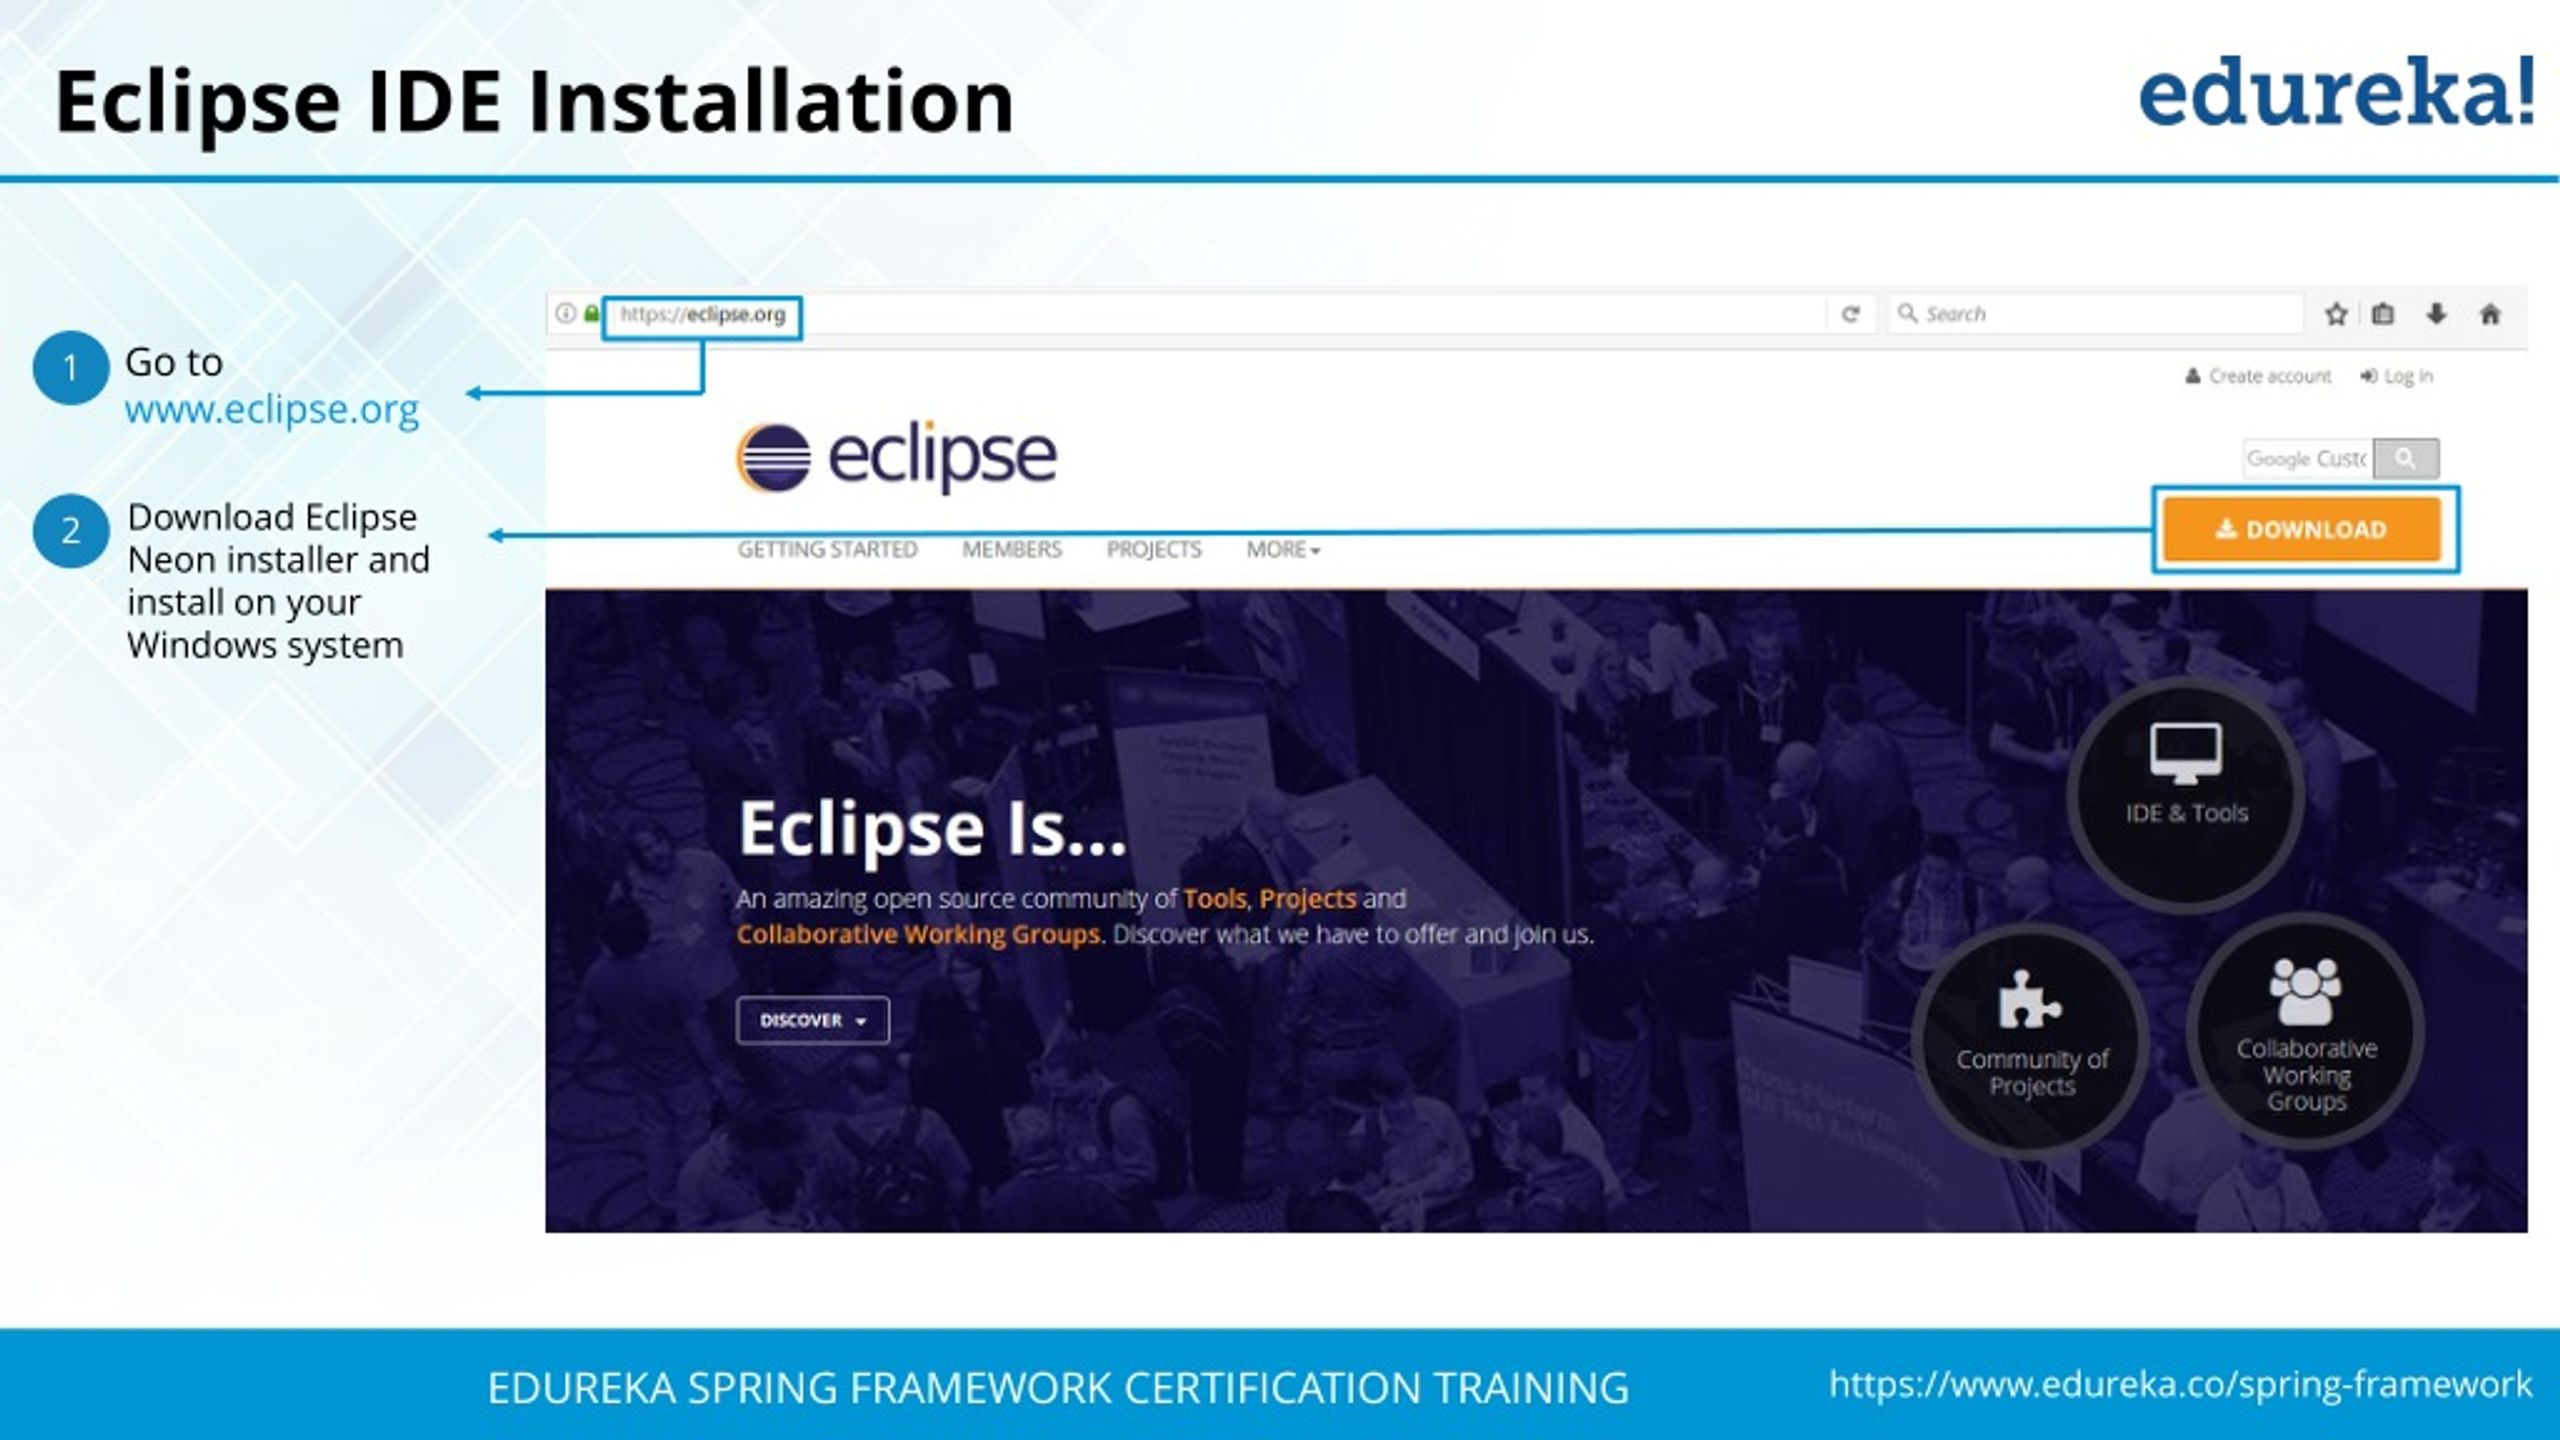 Eclipse IDE Installation
edureka!
1
Go to
www.eclipse.org
2
Download Eclipse
Neon installer and
install on your
Windows system
https://eclipse.org
Search
Create account Log in
eclipse
Google Custo
DOWNLOAD
GETTING STARTED MEMBERS PROJECTS MORE
Eclipse Is...
An amazing open source community of Tools, Projects and
Collaborative Working Groups. Discover what we have to offer and join us.
DISCOVER
IDE & Tools
Community of
Projects
Collaborative
Working
Groups
EDUREKA SPRING FRAMEWORK CERTIFICATION TRAINING
https://www.edureka.co/spring-framework